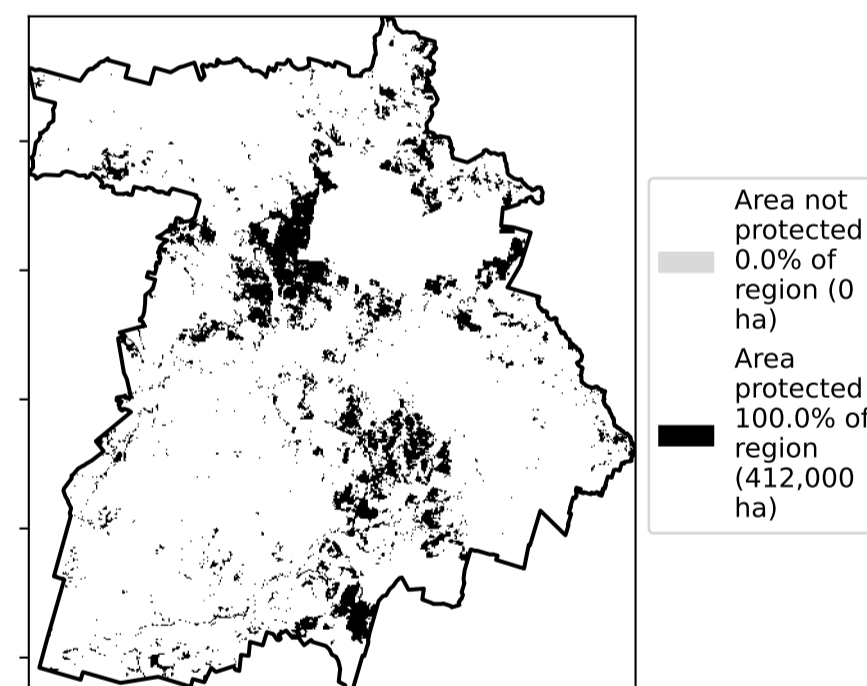 Area not
protected
0.0% of
region (0
ha)
Area
protected
100.0% of
region
(412,000
ha)